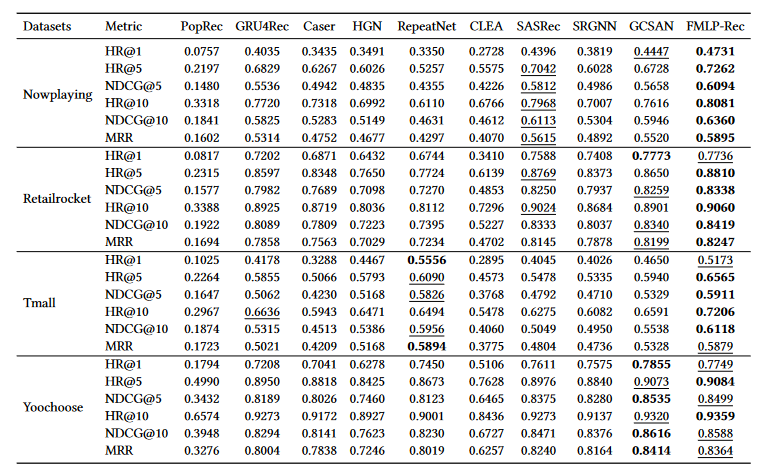 Datasets Metric PopRec GRU4Rec Caser HGN RepeatNet CLEA SASRec SRGNN GCSAN FMLP-Rec
HR@1 0.0757 0.4035 0.3435 0.3491 0.3350 0.2728 0.4396 0.3819 0.4447 0.4731
HR@5 0.2197 0.6829 0.6267 0.6026 0.5257 0.5575 0.7042 0.6028 0.6728 0.7262
NDCG@5 0.1480 0.5536 0.4942 0.4835 0.4355 0.4226 0.5812 0.4986 0.5658 0.6094
Nowplaying
HR@10 0.3318 0.7720 0.7318 0.6992 0.6110 0.6766 0.7968 0.7007 0.7616 0.8081
NDCG@10 0.1841 0.5825 0.5283 0.5149 0.4631 0.4612 0.6113 0.5304 0.5946 0.6360
MRR 0.1602 0.5314 0.4752 0.4677 0.4297 0.4070 0.5615 0.4892 0.5520 0.5895
HR@1 0.0817 0.7202 0.6871 0.6432 0.6744 0.3410 0.7588 0.7408 0.7773 0.7736
HR@5 0.2315 0.8597 0.8348 0.7650 0.7724 0.6139 0.8769 0.8373 0.8650 0.8810
NDCG@5 0.1577 0.7982 0.7689 0.7098 0.7270 0.4853 0.8250 0.7937 0.8259 0.8338
Retailrocket
HR@10 0.3388 0.8925 0.8719 0.8036 0.8112 0.7296 0.9024 0.8684 0.8901 0.9060
NDCG@10 0.1922 0.8089 0.7809 0.7223 0.7395 0.5227 0.8333 0.8037 0.8340 0.8419
MRR 0.1694 0.7858 0.7563 0.7029 0.7234 0.4702 0.8145 0.7878 0.8199 0.8247
HR@1 0.1025 0.4178 0.3288 0.4467 0.5556 0.2895 0.4045 0.4026 0.4650 0.5173
HR@5 0.2264 0.5855 0.5066 0.5793 0.6090 0.4573 0.5478 0.5335 0.5940 0.6565
NDCG@5 0.1647 0.5062 0.4230 0.5168 0.5826 0.3768 0.4792 0.4710 0.5329 0.5911
Tmall
HR@10 0.2967 0.6636 0.5943 0.6471 0.6494 0.5478 0.6275 0.6082 0.6591 0.7206
NDCG@10 0.1874 0.5315 0.4513 0.5386 0.5956 0.4060 0.5049 0.4950 0.5538 0.6118
MRR 0.1723 0.5021 0.4209 0.5168 0.5894 0.3775 0.4804 0.4736 0.5328 0.5879
HR@1 0.1794 0.7208 0.7041 0.6278 0.7450 0.5106 0.7611 0.7575 0.7855 0.7749
HR@5 0.4990 0.8950 0.8818 0.8425 0.8673 0.7628 0.8976 0.8840 0.9073 0.9084
NDCG@5 0.3432 0.8189 0.8026 0.7460 0.8123 0.6465 0.8375 0.8280 0.8535 0.8499
Yoochoose
HR@10 0.6574 0.9273 0.9172 0.8927 0.9001 0.8436 0.9273 0.9137 0.9320 0.9359
NDCG@10 0.3948 0.8294 0.8141 0.7623 0.8230 0.6727 0.8471 0.8376 0.8616 0.8588
MRR 0.3276 0.8004 0.7838 0.7246 0.8019 0.6257 0.8240 0.8164 0.8414 0.8364